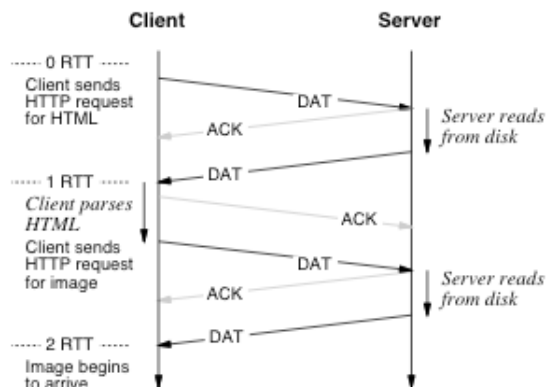 Client
Server
0 RTT
Client sends
HTTP request
for HTML
DAT
Server reads
from disk
ACK
DAT
1 RTT
Client parses
HTML
ACK
Client sends
HTTP request
for image
DAT
Server reads
from disk
ACK
DAT
2 RTT
Image begins
to arrive